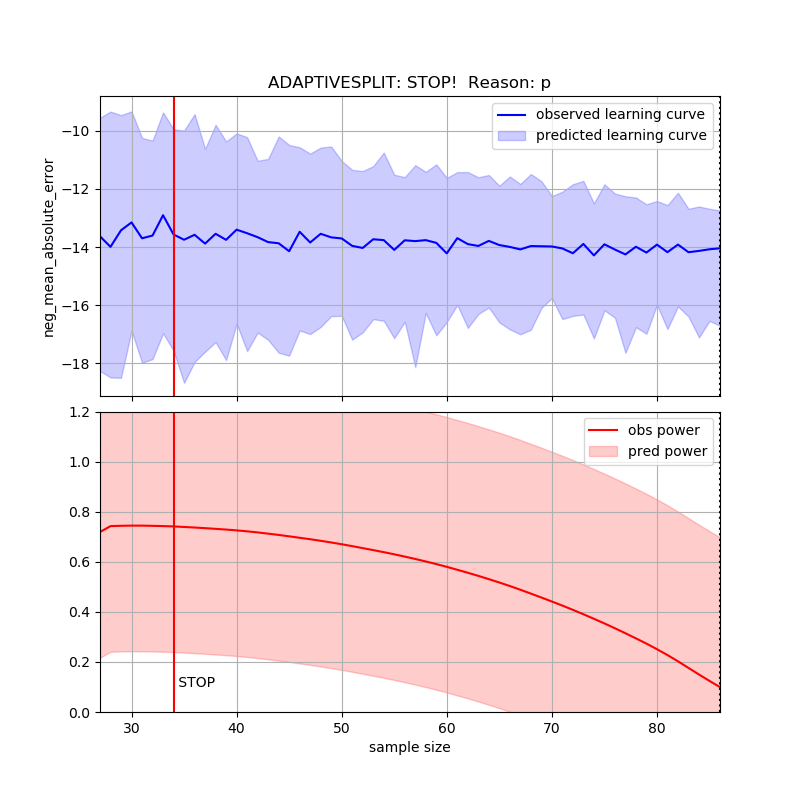 ADAPTIVESPLIT: STOP!  Reason: p
observed learning curve
predicted learning curve
neg_mean_absolute_error
−10
−12
−14
−16
−18
obs power
pred power
1.2
1.0
0.8
0.6
0.4
0.2
0.0
STOP
30 40 50 60 70 80
sample size